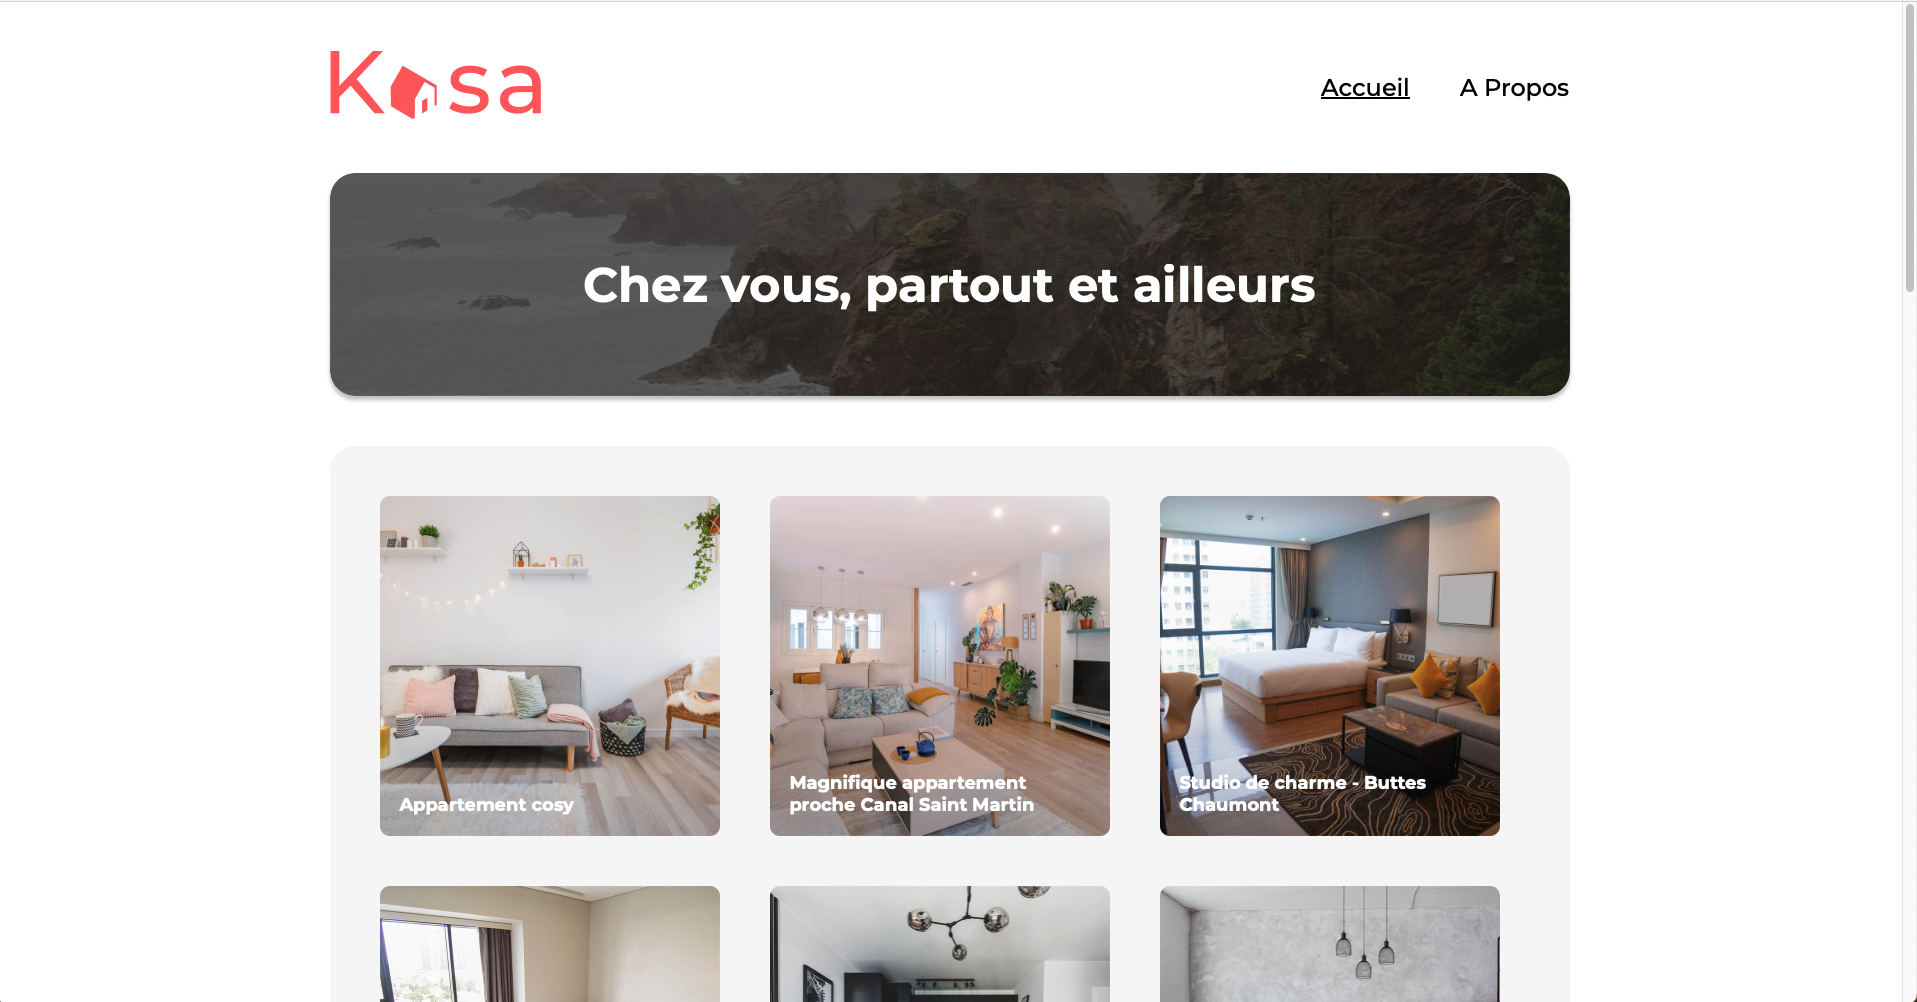 Kasa
Accueil
A Propos
Chez vous, partout et ailleurs
Appartement cosy
Magnifique appartement
proche Canal Saint Martin
Studio de charme - Buttes
Chaumont